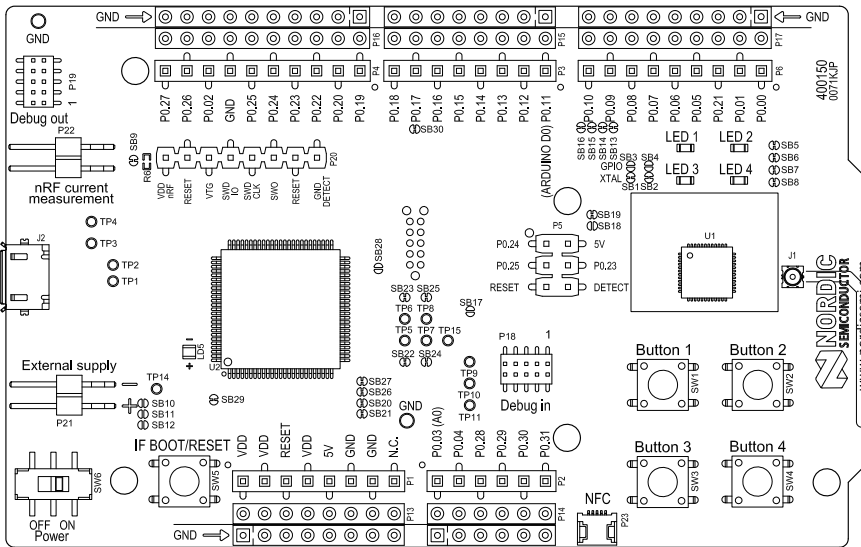 GND
P16
P15
P17
GND
GND
P19
1
Debug out
P4
P3
P6
P0.27
P0.26
P0.02
GND
P0.25
P0.24
P0.23
P0.22
P0.20
P0.19
P0.18
P0.17
P0.16
P0.15
P0.14
P0.13
P0.12
P0.11
(ARDUINO D0)
P0.10
P0.09
P0.08
P0.07
P0.06
P0.05
P0.21
P0.01
P0.00
400150
0071KJP
P22
nRF current
measurement
SB9
R6
P20
VDD
nRF
RESET
VTG
SWD
IO
SWD
CLK
SWO
RESET
GND
DETECT
SB30
SB16
SB15
SB14
SB13
GPIO
XTAL
SB3
SB4
SB1
SB2
LED 1
LED 2
LED 3
LED 4
SB5
SB6
SB7
SB8
TP4
TP3
TP2
TP1
J2
SB28
SB19
SB18
P5
P0.24
5V
P0.25
P0.23
RESET
DETECT
U1
J1
NORDIC
SEMICONDUCTOR
SB23
SB25
TP6
TP8
TP5
TP7
TP15
SB22
SB24
SB17
P18
1
Debug in
TP9
TP10
TP11
LD5
U2
External supply
P21
TP14
SB10
SB11
SB12
SB29
SB27
SB26
SB20
SB21
GND
Button 1
SW1
Button 2
SW2
Button 3
SW3
Button 4
SW4
IF BOOT/RESET
SW5
VDD
VDD
RESET
VDD
5V
GND
GND
N.C.
P0.03 (A0)
P0.04
P0.28
P0.29
P0.30
P0.31
P1
P2
P13
P14
GND
NFC
P23
SW6
OFF ON
Power